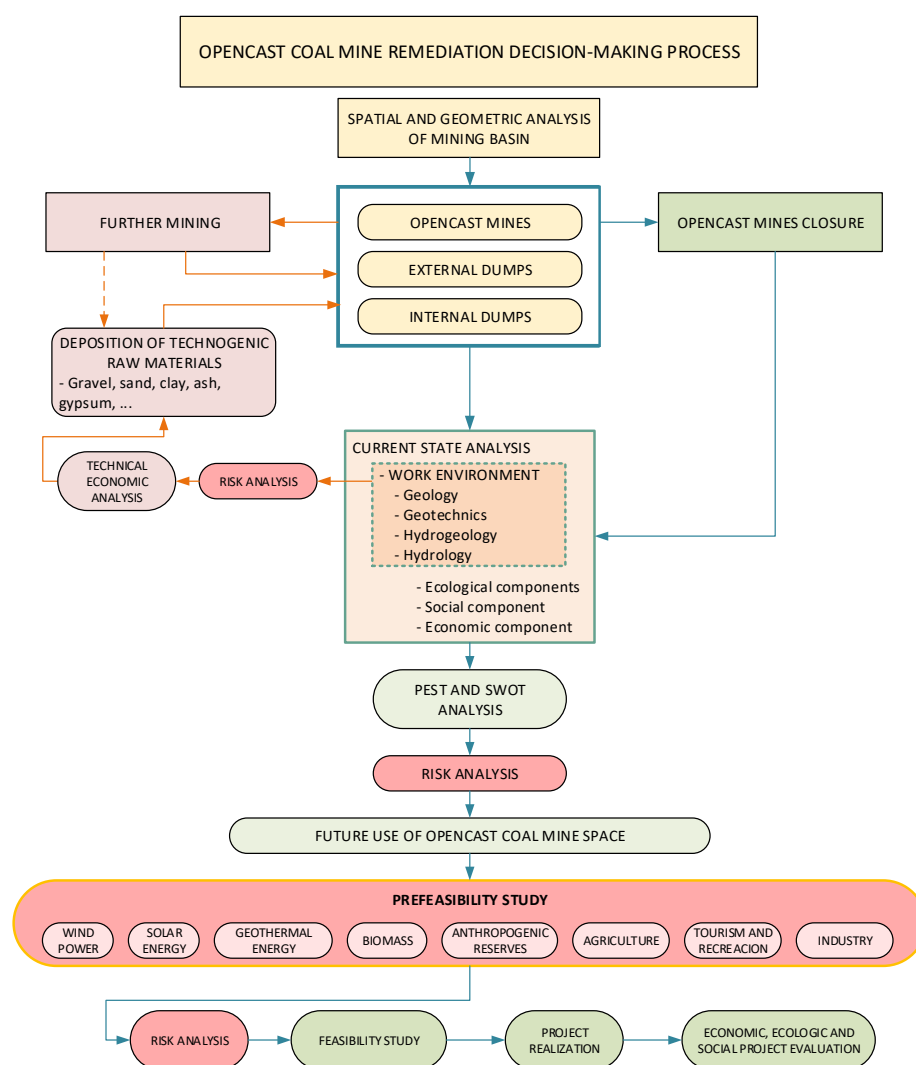 OPENCAST COAL MINE REMEDIATION DECISION-MAKING PROCESS
SPATIAL AND GEOMETRIC ANALYSIS
OF MINING BASIN
FURTHER MINING
OPENCAST MINES
EXTERNAL DUMPS
INTERNAL DUMPS
OPENCAST MINES CLOSURE
DEPOSITION OF TECHNOGENIC
RAW MATERIALS
- Gravel, sand, clay, ash,
gypsum, ...
TECHNICAL
ECONOMIC
ANALYSIS
RISK ANALYSIS
CURRENT STATE ANALYSIS
- WORK ENVIRONMENT
- Geology
- Geotechnics
- Hydrogeology
- Hydrology
- Ecological components
- Social component
- Economic component
PEST AND SWOT
ANALYSIS
RISK ANALYSIS
FUTURE USE OF OPENCAST COAL MINE SPACE
PREFEASIBILITY STUDY
WIND
POWER
SOLAR
ENERGY
GEOTHERMAL
ENERGY
BIOMASS
ANTHROPOGENIC
RESERVES
AGRICULTURE
TOURISM AND
RECREACION
INDUSTRY
RISK ANALYSIS
FEASIBILITY STUDY
PROJECT
REALIZATION
ECONOMIC, ECOLOGIC AND
SOCIAL PROJECT EVALUATION